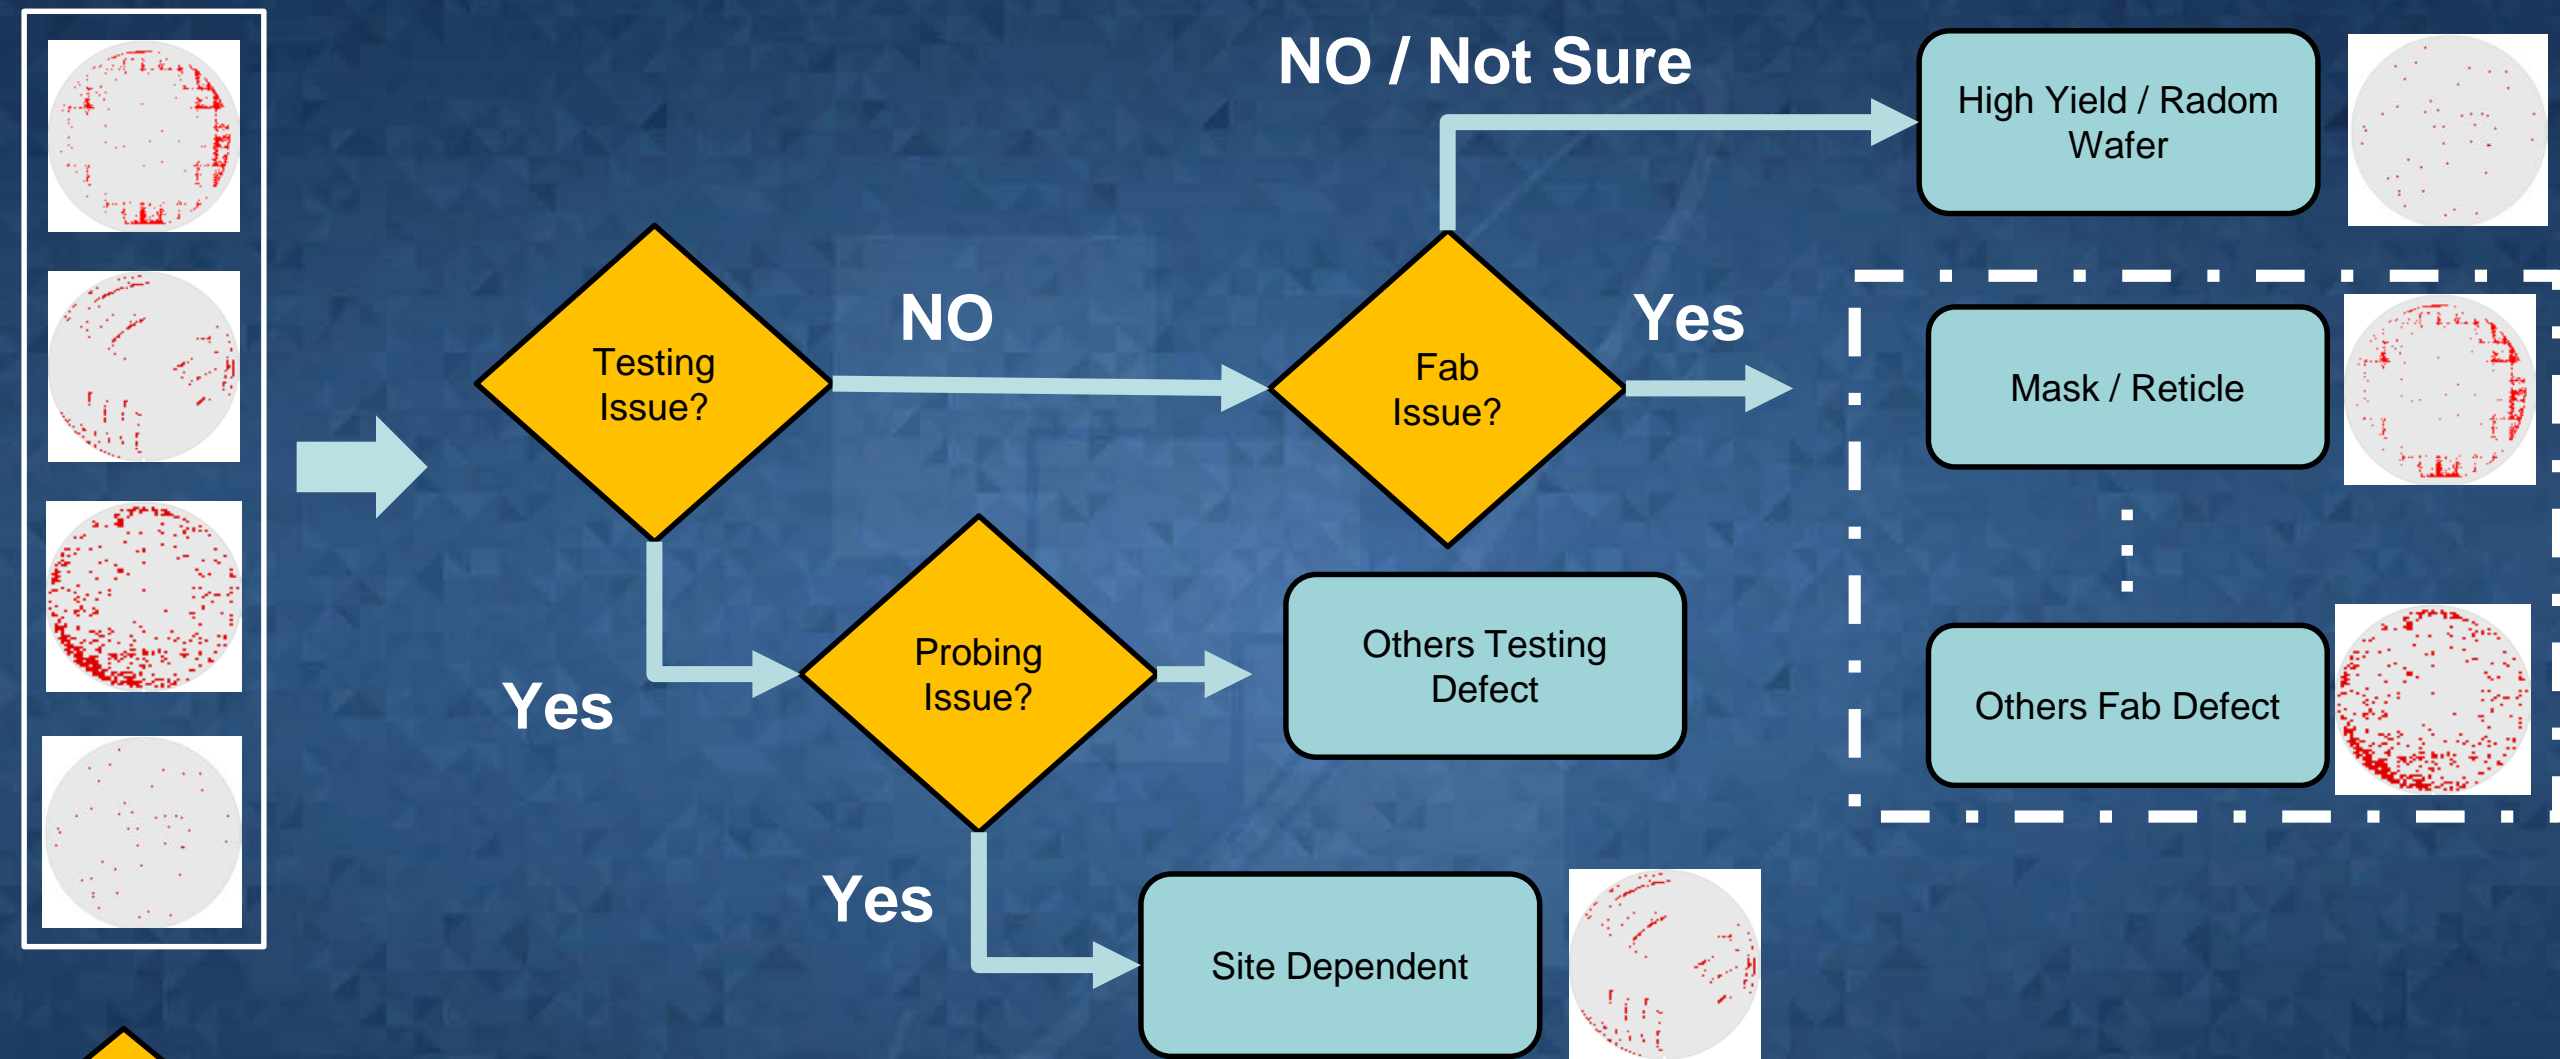 NO / Not Sure
High Yield / Radom
Wafer
Testing
Issue?
NO
Fab
Issue?
Yes
Mask / Reticle
Yes
Probing
Issue?
Others Testing
Defect
Others Fab Defect
Yes
Site Dependent